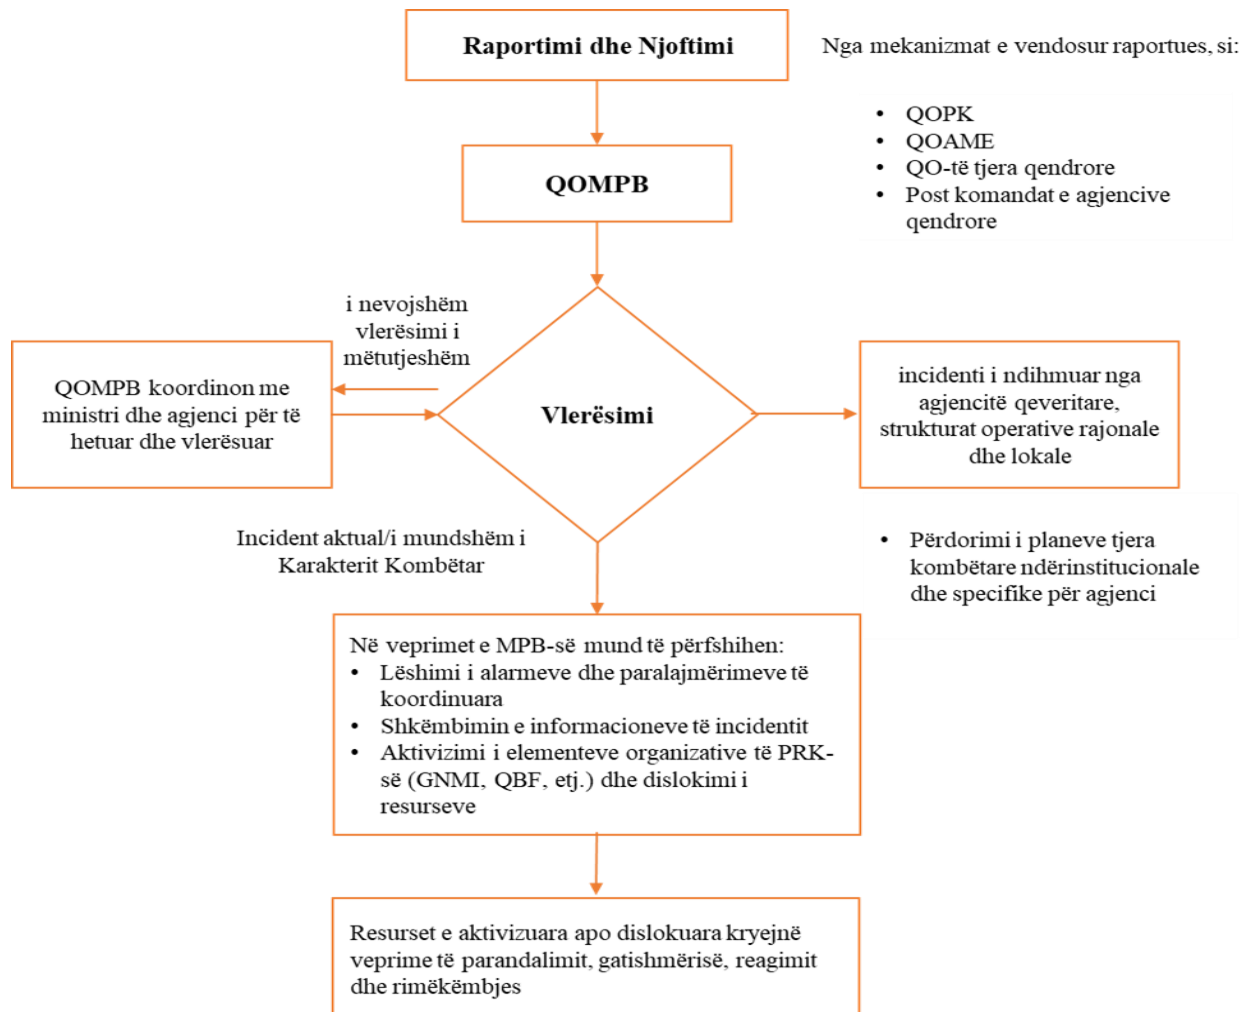 Raportimi dhe Njoftimi
Nga mekanizmat e vendosur raportues, si:
• QOPK
• QOAME
• QO-të tjera qendrore
• Post komandat e agjencive
qendrore
QOMPB
i nevojshëm
vlerësimi i
mëtutjeshëm
QOMPB koordinon me
ministri dhe agjenci për të
hetuar dhe vlerësuar
Vlerësimi
incidenti i ndihmuar nga
agjencitë qeveritare,
strukturat operative rajonale
dhe lokale
Incident aktual/i mundshëm i
Karakterit Kombëtar
• Përdorimi i planeve tjera
kombëtare ndërinstitucionale
dhe specifike për agjenci
Në veprimet e MPB-së mund të përfshihen:
• Lëshimi i alarmeve dhe paralajmërimeve të
koordinuara
• Shkëmbimin e informacioneve të incidentit
• Aktivizimi i elementeve organizative të PRK-
së (GNMI, QBF, etj.) dhe dislokimi i
resurseve
Resurset e aktivizuara apo dislokuara kryejnë
veprime të parandalimit, gatishmërisë, reagimit
dhe rimëkëmbjes